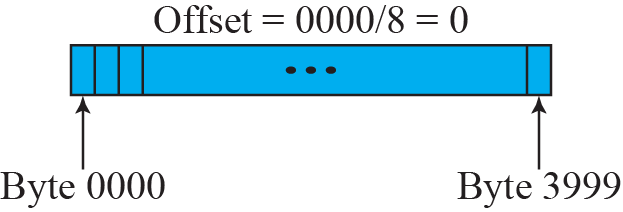 Offset = 0000/8 = 0
Byte 0000
Byte 3999